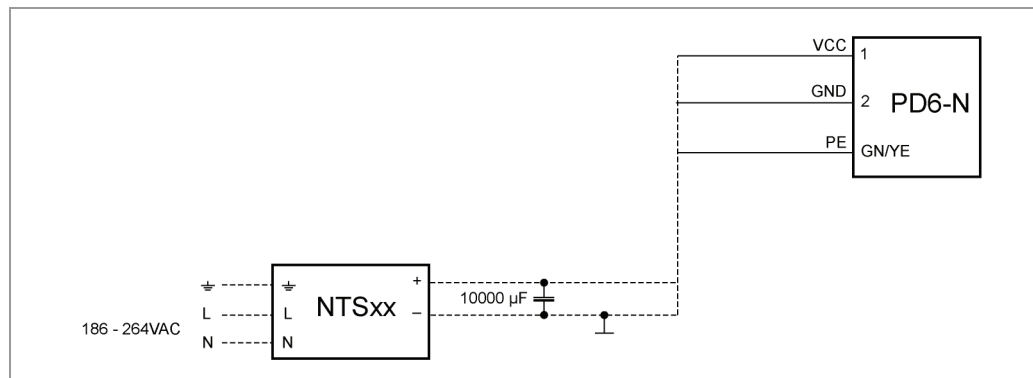 VCC 1
GND 2 PD6-N
PE GN/YE
+
10000 µF
L L NTSxx –
186 - 264VAC
N N